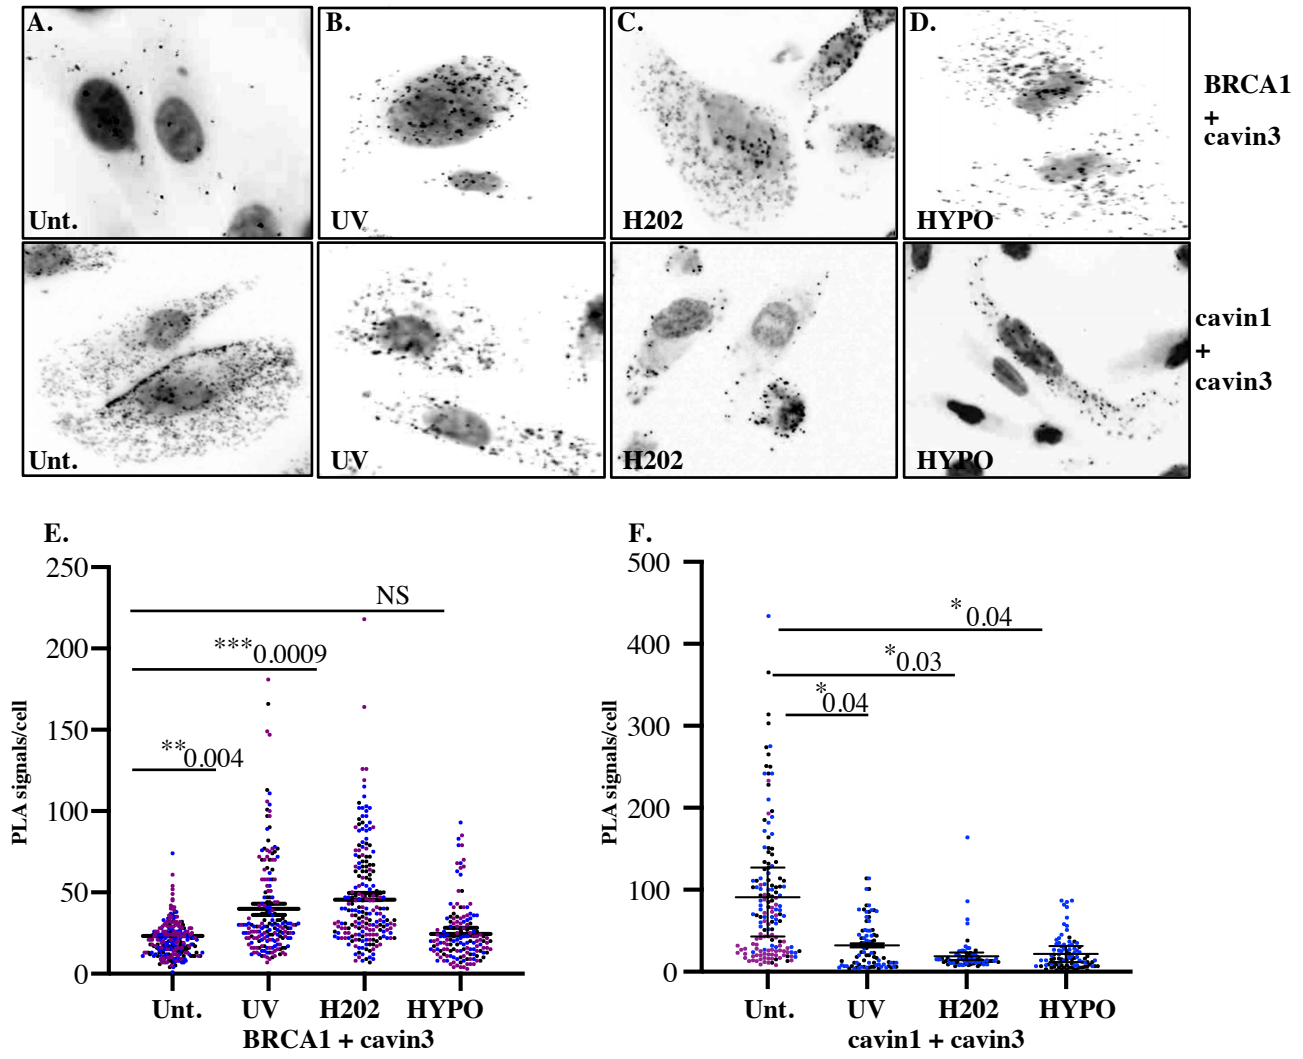 A.
B.
C.
D.
Unt.
UV
H202
HYPO
BRCA1
+
cavin3
Unt.
UV
H202
HYPO
cavin1
+
cavin3
E.
250
200
150
100
50
0
PLA signals/cell
NS
***0.0009
**0.004
Unt.
UV
H202
HYPO
BRCA1 + cavin3
F.
500
400
300
200
100
0
PLA signals/cell
*0.04
*0.03
*0.04
Unt.
UV
H202
HYPO
cavin1 + cavin3